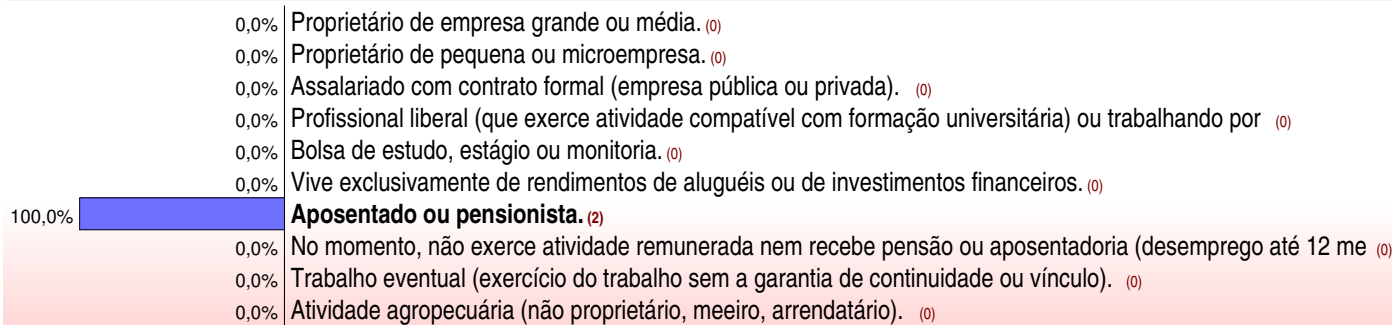 0,0% Proprietário de empresa grande ou média. (0)
0,0% Proprietário de pequena ou microempresa. (0)
0,0% Assalariado com contrato formal (empresa pública ou privada). (0)
0,0% Profissional liberal (que exerce atividade compatível com formação universitária) ou trabalhando por (0)
0,0% Bolsa de estudo, estágio ou monitoria. (0)
0,0% Vive exclusivamente de rendimentos de aluguéis ou de investimentos financeiros. (0)
100,0% Aposentado ou pensionista. (2)
0,0% No momento, não exerce atividade remunerada nem recebe pensão ou aposentadoria (desemprego até 12 me (0)
0,0% Trabalho eventual (exercício do trabalho sem a garantia de continuidade ou vínculo). (0)
0,0% Atividade agropecuária (não proprietário, meeiro, arrendatário). (0)